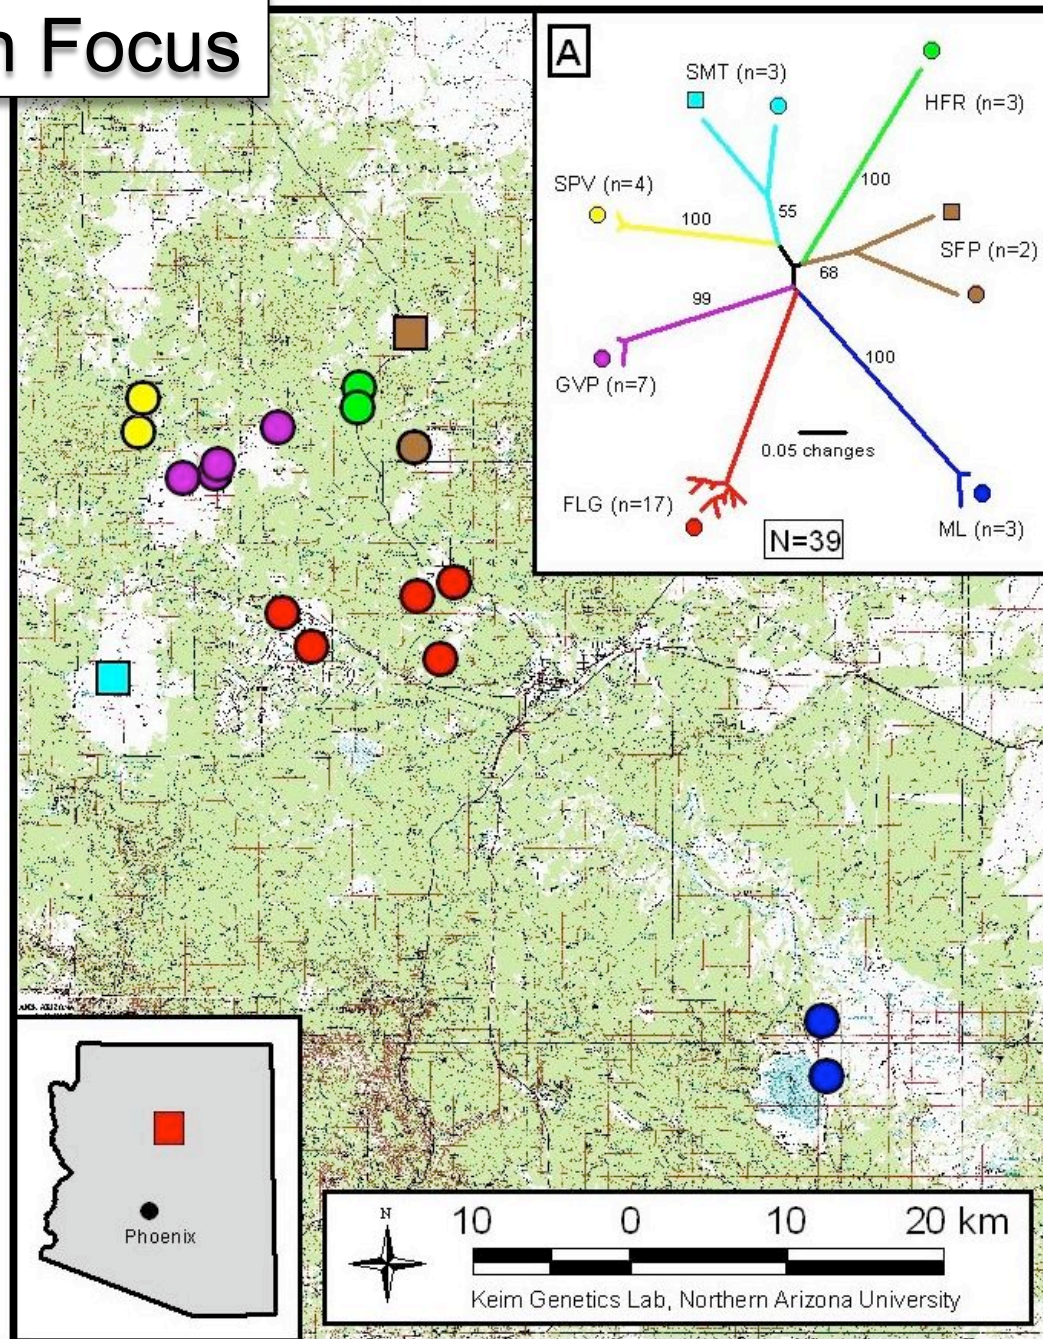 n Focus
A
SMT (n=3)
HFR (n=3)
SPV (n=4)
100
100
55
SFP (n=2)
68
99
100
GVP (n=7)
0.05 changes
FLG (n=17)
ML (n=3)
N=39
Phoenix
N
10 0 10 20 km
Keim Genetics Lab, Northern Arizona University